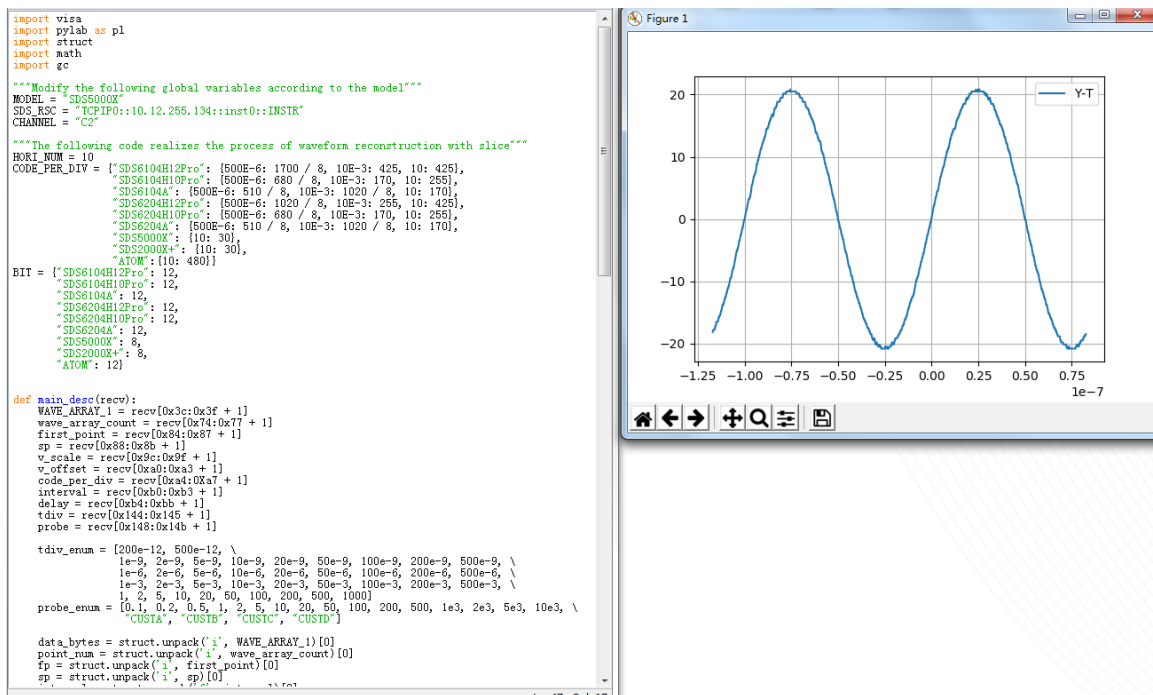 import visa
import pylab as pl
import struct
import math
import gc
"""Modify the following global variables according to the model"""
MODEL = "SDS5000X"
SDS_RSC = "TCPIP0::10.12.255.134::inst0::INSTR"
CHANNEL = "C2"
"""The following code realizes the process of waveform reconstruction with slice"""
HORI_NUM = 10
CODE_PER_DIV = {"SDS6104H12Pro": {500E-6: 1700 / 8, 10E-3: 425, 10: 425},
"SDS6104H10Pro": {500E-6: 680 / 8, 10E-3: 170, 10: 255},
"SDS6104A": {500E-6: 510 / 8, 10E-3: 1020 / 8, 10: 170},
"SDS6204H12Pro": {500E-6: 1020 / 8, 10E-3: 255, 10: 425},
"SDS6204H10Pro": {500E-6: 680 / 8, 10E-3: 170, 10: 255},
"SDS6204A": {500E-6: 510 / 8, 10E-3: 1020 / 8, 10: 170},
"SDS5000X": {10: 30},
"SDS2000X+": {10: 30},
"ATOM":{10: 480}}
BIT = {"SDS6104H12Pro": 12,
"SDS6104H10Pro": 12,
"SDS6104A": 12,
"SDS6204H12Pro": 12,
"SDS6204H10Pro": 12,
"SDS6204A": 12,
"SDS5000X": 8,
"SDS2000X+": 8,
"ATOM": 12}
def main_desc(recv):
WAVE_ARRAY_1 = recv[0x3c:0x3f + 1]
wave_array_count = recv[0x74:0x77 + 1]
first_point = recv[0x84:0x87 + 1]
sp = recv[0x88:0x8b + 1]
v_scale = recv[0x9c:0x9f + 1]
v_offset = recv[0xa0:0xa3 + 1]
code_per_div = recv[0xa4:0Xa7 + 1]
interval = recv[0xb0:0xb3 + 1]
delay = recv[0xb4:0xbb + 1]
tdiv = recv[0x144:0x145 + 1]
probe = recv[0x148:0x14b + 1]
tdiv_enum = [200e-12, 500e-12, \
1e-9, 2e-9, 5e-9, 10e-9, 20e-9, 50e-9, 100e-9, 200e-9, 500e-9, \
1e-6, 2e-6, 5e-6, 10e-6, 20e-6, 50e-6, 100e-6, 200e-6, 500e-6, \
1e-3, 2e-3, 5e-3, 10e-3, 20e-3, 50e-3, 100e-3, 200e-3, 500e-3, \
1, 2, 5, 10, 20, 50, 100, 200, 500, 1000]
probe_enum = [0.1, 0.2, 0.5, 1, 2, 5, 10, 20, 50, 100, 200, 500, 1e3, 2e3, 5e3, 10e3, \
"CUSTA", "CUSTB", "CUSTC", "CUSTD"]
data_bytes = struct.unpack('i', WAVE_ARRAY_1)[0]
point_num = struct.unpack('i', wave_array_count)[0]
fp = struct.unpack('i', first_point)[0]
sp = struct.unpack('i', sp)[0]
Figure 1
Y-T
20
10
0
−10
−20
−1.25 −1.00 −0.75 −0.50 −0.25 0.00 0.25 0.50 0.75
1e−7